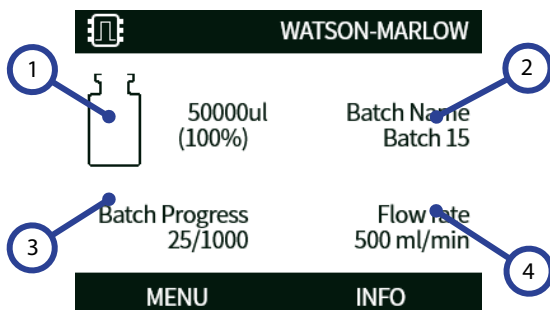 WATSON-MARLOW
1
2
50000ul
(100%)
Batch Name
Batch 15
3
Batch Progress
25/1000
Flow rate
500 ml/min
4
MENU
INFO